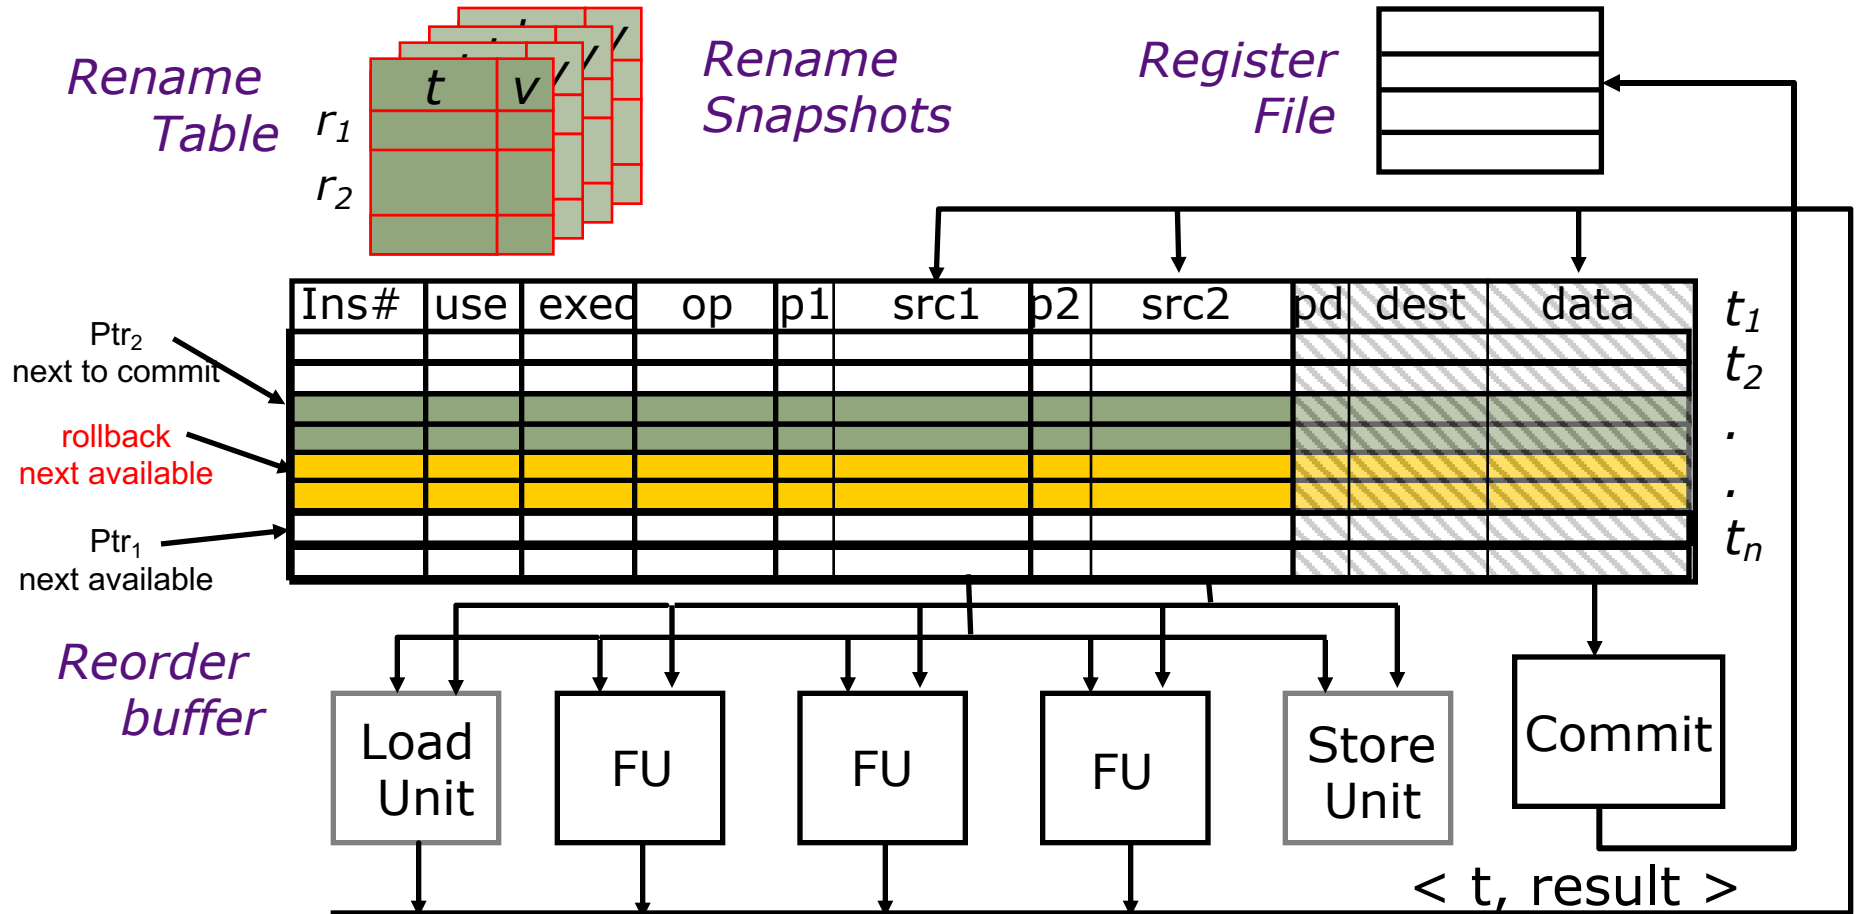 Rename
Table
t v
r1
r2
Rename
Snapshots
Register
File
Ins# use exec op p1 src1 p2 src2 pd dest data
t1
t2
.
.
tn
Ptr2
next to commit
rollback
next available
Ptr1
next available
Reorder
buffer
Load
Unit
FU
FU
FU
Store
Unit
Commit
< t, result >